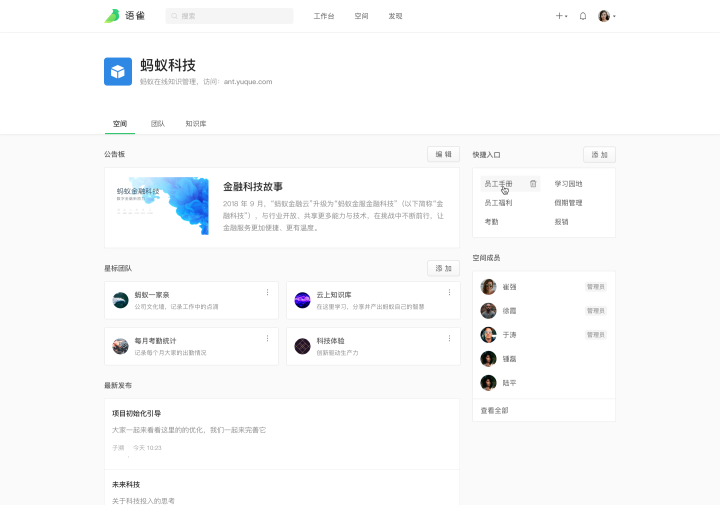 语雀
搜索
工作台
空间
发现
蚂蚁科技
蚂蚁在线知识管理，访问：ant.yuque.com
空间
团队
知识库
公告板
编 辑
蚂蚁金融科技
金融科技故事
2018 年 9 月，“蚂蚁金融云”升级为“蚂蚁金服金融科技”（以下简称“金
融科技”），与行业开放、共享更多能力与技术，在挑战中不断前行，让
金融服务更加便捷、更有温度。
星标团队
添 加
蚂蚁一家亲
公司文化墙，记录工作中的点滴
云上知识库
在这里学习，分享并产出蚂蚁自己的智慧
每月考勤统计
记录每个月大家的出勤情况
科技体验
创新驱动生产力
最新发布
项目初始化引导
大家一起来看看这里的的优化，我们一起来完善它
今天 10:23
未来科技
关于科技投入的思考
快捷入口
添 加
员工手册
学习园地
员工福利
假期管理
考勤
报销
空间成员
崔强
管理员
徐霞
管理员
于涛
管理员
锺磊
陆平
查看全部